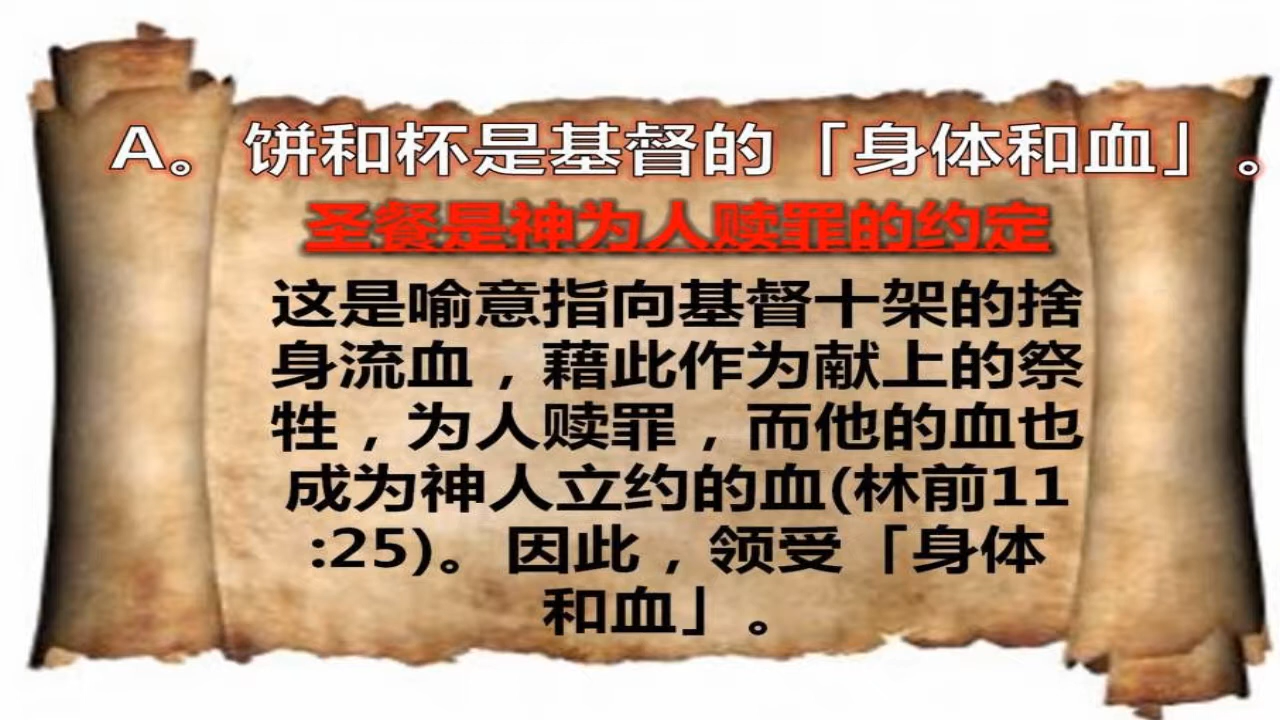 A。饼和杯是基督的「身体和血」。
圣餐是神为人赎罪的约定
这是喻意指向基督十架的捨
身流血，藉此作为献上的祭
牲，为人赎罪，而他的血也
成为神人立约的血(林前11
:25)。因此，领受「身体
和血」。